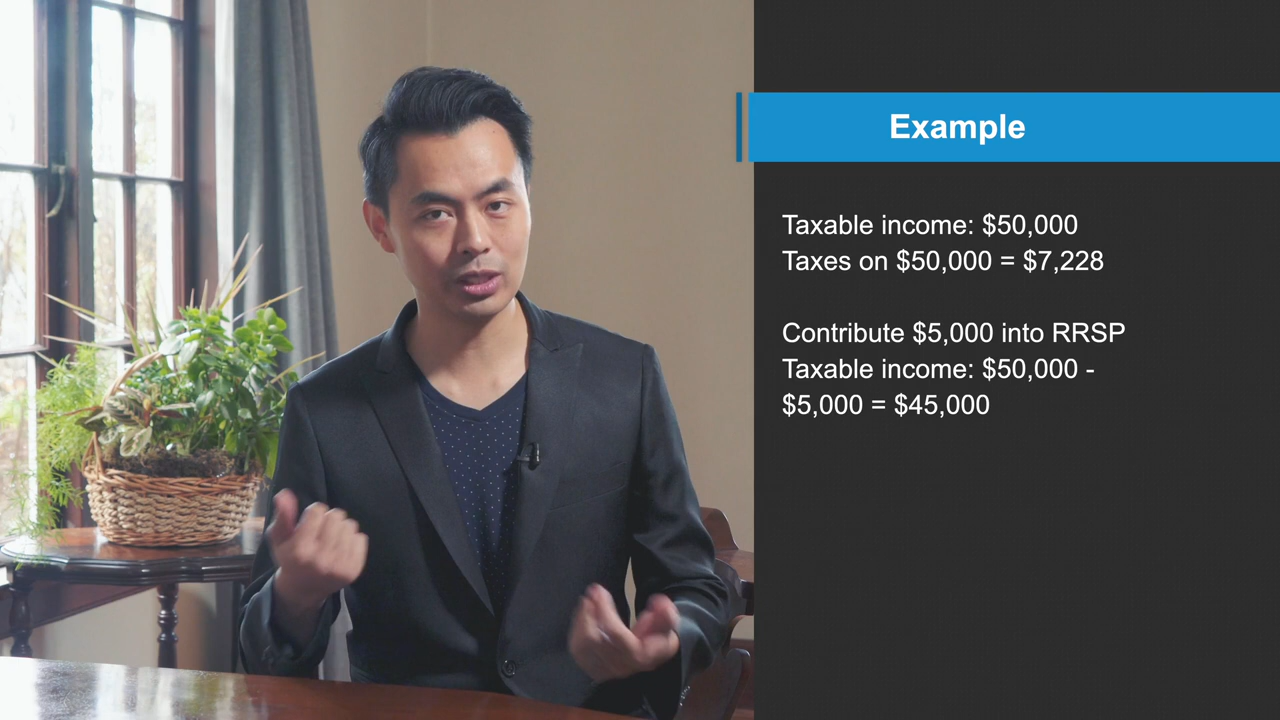 Example
Taxable income: $50,000
Taxes on $50,000 = $7,228
Contribute $5,000 into RRSP
Taxable income: $50,000 -
$5,000 = $45,000